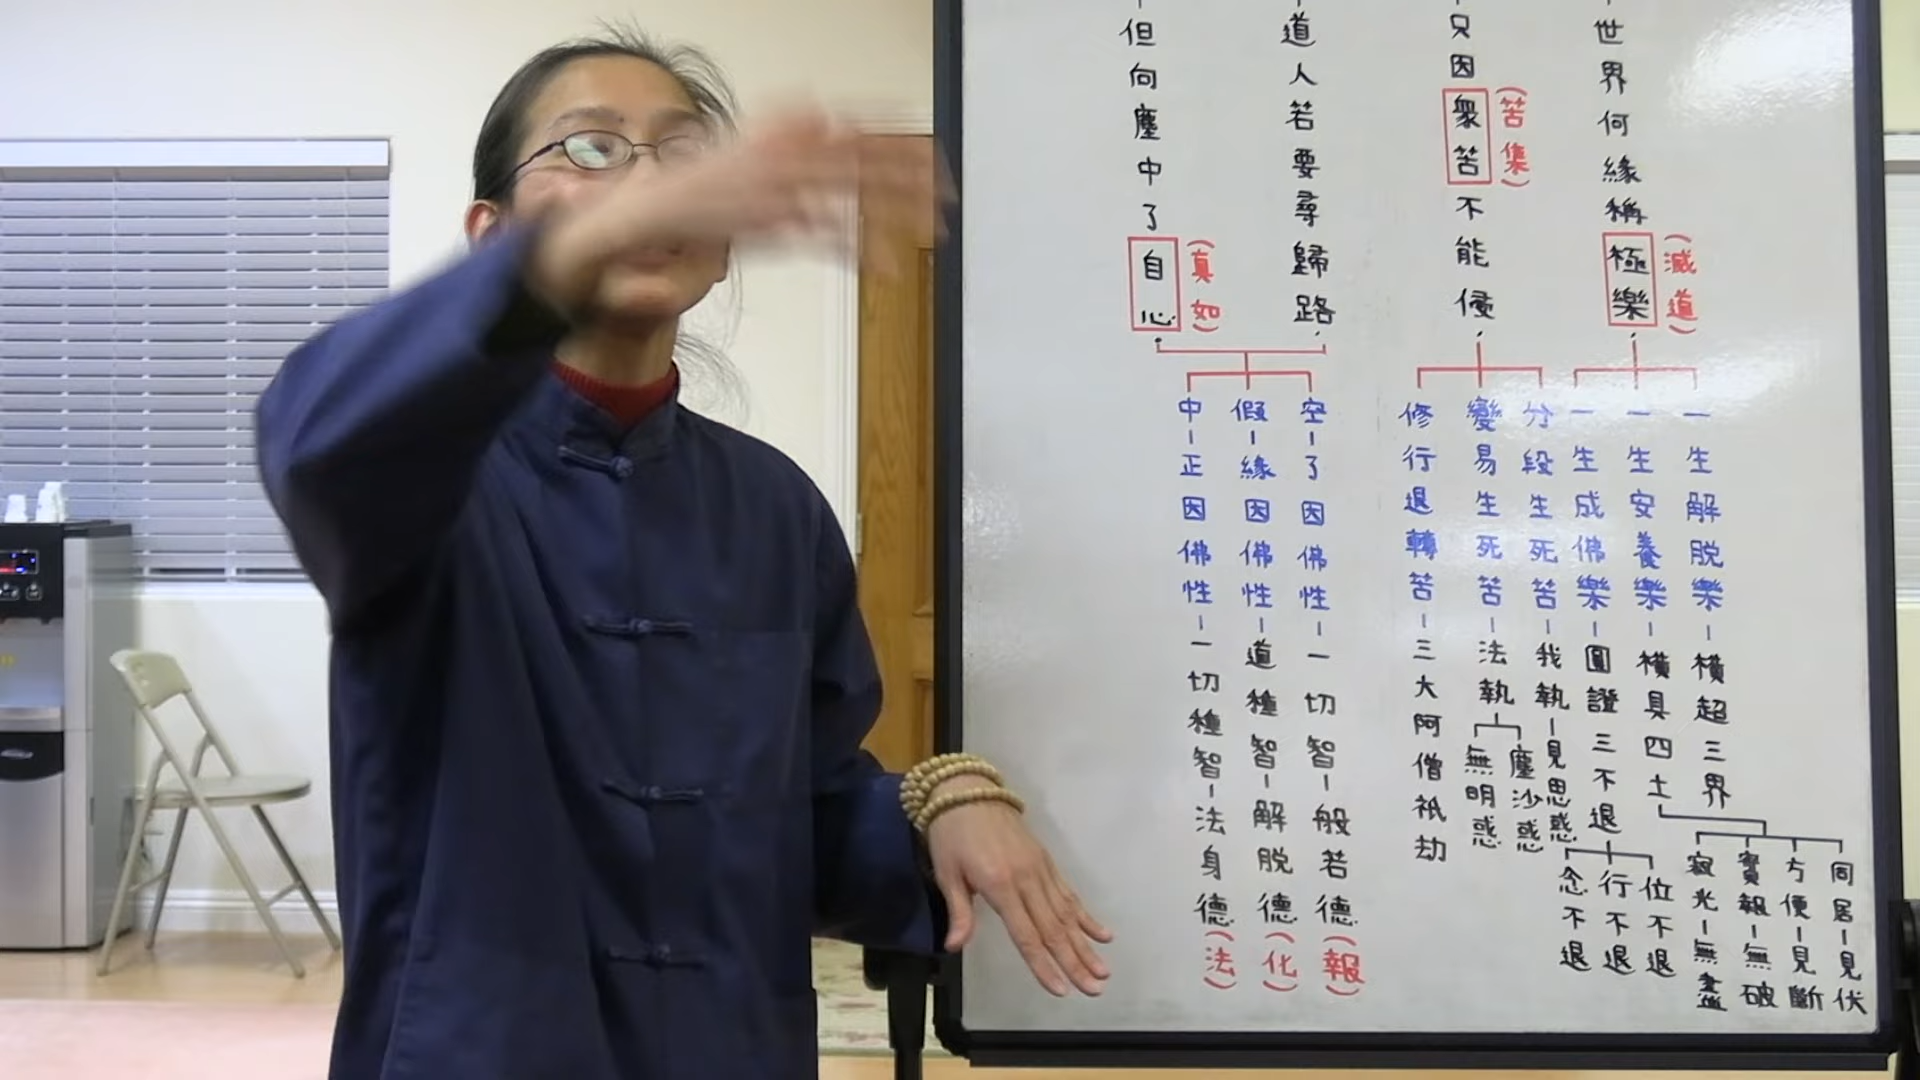 世界何緣稱極樂
(滅道)
只因衆苦不能侵
(苦集)
道人若要尋歸路
但向塵中了自心
(真如)
一生解脫樂-橫超三界
一生安養樂-橫具四土
同居-見伏
方便-見斷
實報-無破
寂光-無盡
一生成佛樂-圓證三不退
位不退
行不退
念不退
分段生死苦-我執-見思惑
變易生死苦-法執
塵沙惑
無明惑
修行退轉苦-三大阿僧祇劫
空-了因佛性-一切智-般若德(報)
假-緣因佛性-道種智-解脫德(化)
中-正因佛性-一切種智-法身德(法)